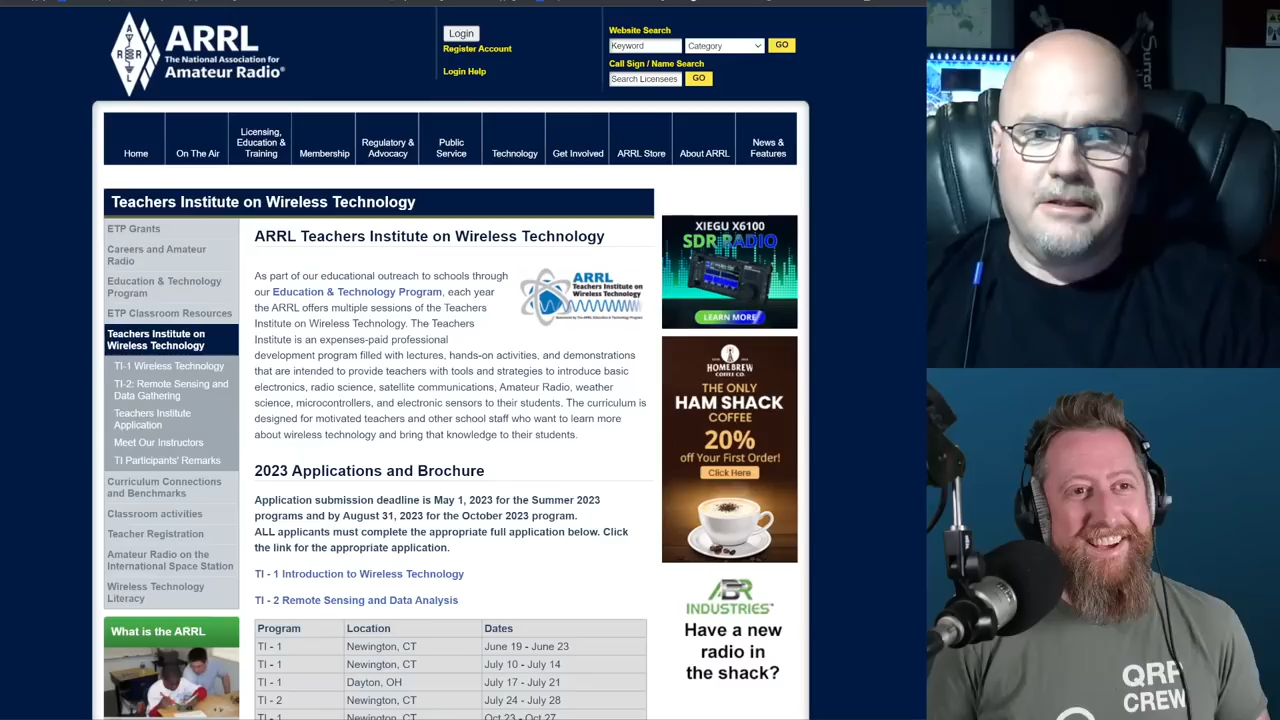 ARRL
The National Association for
Amateur Radio®
Login
Register Account
Login Help
Website Search
Keyword
Category
GO
Call Sign / Name Search
Search Licensees
GO
Home
On The Air
Licensing,
Education &
Training
Membership
Regulatory &
Advocacy
Public
Service
Technology
Get Involved
ARRL Store
About ARRL
News &
Features
Teachers Institute on Wireless Technology
ETP Grants
Careers and Amateur
Radio
Education & Technology
Program
ETP Classroom Resources
Teachers Institute on
Wireless Technology
TI-1 Wireless Technology
TI-2: Remote Sensing and
Data Gathering
Teachers Institute
Application
Meet Our Instructors
TI Participants' Remarks
Curriculum Connections
and Benchmarks
Classroom activities
Teacher Registration
Amateur Radio on the
International Space Station
Wireless Technology
Literacy
What is the ARRL
ARRL Teachers Institute on Wireless Technology
As part of our educational outreach to schools through
our Education & Technology Program, each year
the ARRL offers multiple sessions of the Teachers
Institute on Wireless Technology. The Teachers
Institute is an expenses-paid professional
development program filled with lectures, hands-on activities, and demonstrations
that are intended to provide teachers with tools and strategies to introduce basic
electronics, radio science, satellite communications, Amateur Radio, weather
science, microcontrollers, and electronic sensors to their students. The curriculum is
designed for motivated teachers and other school staff who want to learn more
about wireless technology and bring that knowledge to their students.
ARRL
Teachers Institute on
Wireless Technology
2023 Applications and Brochure
Application submission deadline is May 1, 2023 for the Summer 2023
programs and by August 31, 2023 for the October 2023 program.
ALL applicants must complete the appropriate full application below. Click
the link for the appropriate application.
TI - 1 Introduction to Wireless Technology
TI - 2 Remote Sensing and Data Analysis
Program Location Dates
TI - 1 Newington, CT June 19 - June 23
TI - 1 Newington, CT July 10 - July 14
TI - 1 Dayton, OH July 17 - July 21
TI - 2 Newington, CT July 24 - July 28
TI - 1 Newington, CT Oct 23 - Oct 27
XIEGU X6100
SDR RADIO
LEARN MORE
HOMEBREW
COFFEE CO.
THE ONLY
HAM SHACK
COFFEE
20%
off Your First Order!
Click Here
ABR
INDUSTRIES™
Have a new
radio in
the shack?
QRP
CREW